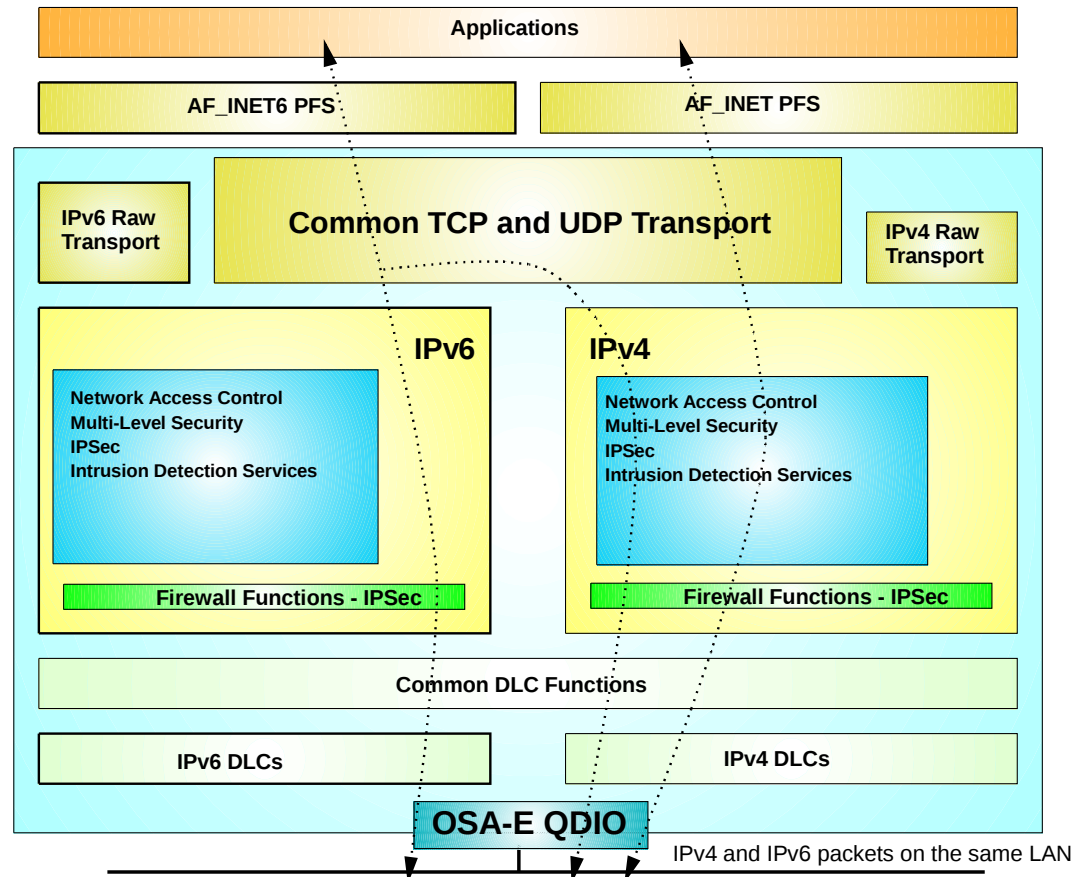 Applications
AF_INET6 PFS
AF_INET PFS
IPv6 Raw
Transport
Common TCP and UDP Transport
IPv4 Raw
Transport
IPv6
Network Access Control
Multi-Level Security
IPSec
Intrusion Detection Services
Firewall Functions - IPSec
IPv4
Network Access Control
Multi-Level Security
IPSec
Intrusion Detection Services
Firewall Functions - IPSec
Common DLC Functions
IPv6 DLCs
IPv4 DLCs
OSA-E QDIO
IPv4 and IPv6 packets on the same LAN